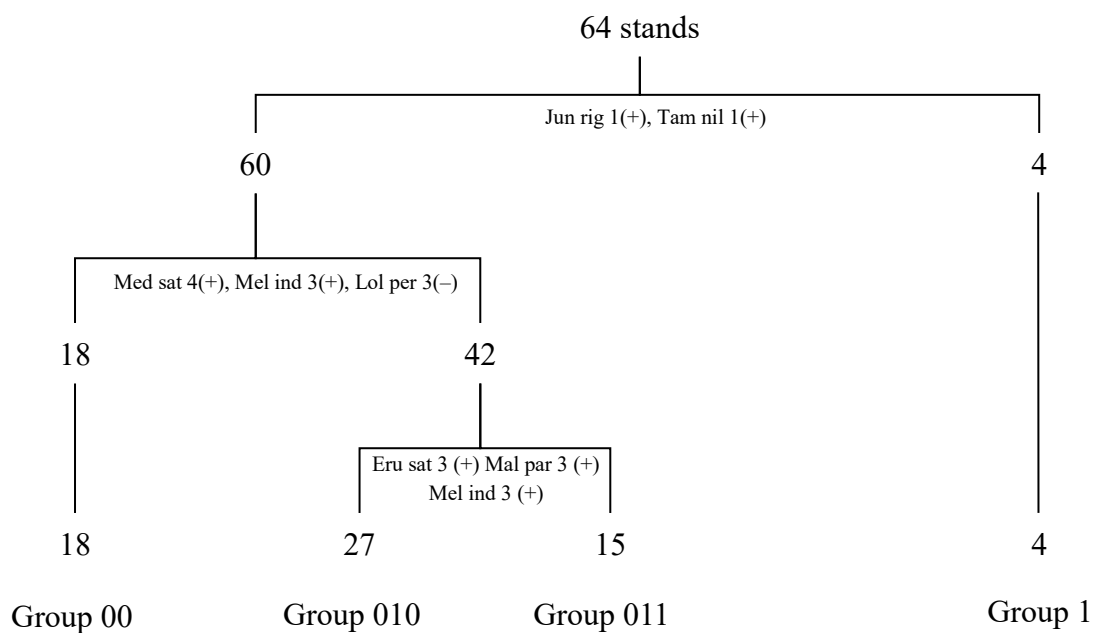 64 stands
Jun rig 1(+), Tam nil 1(+)
60
4
Med sat 4(+), Mel ind 3(+), Lol per 3(–)
18
42
Eru sat 3 (+) Mal par 3 (+)
Mel ind 3 (+)
18
27
15
4
Group 00
Group 010
Group 011
Group 1